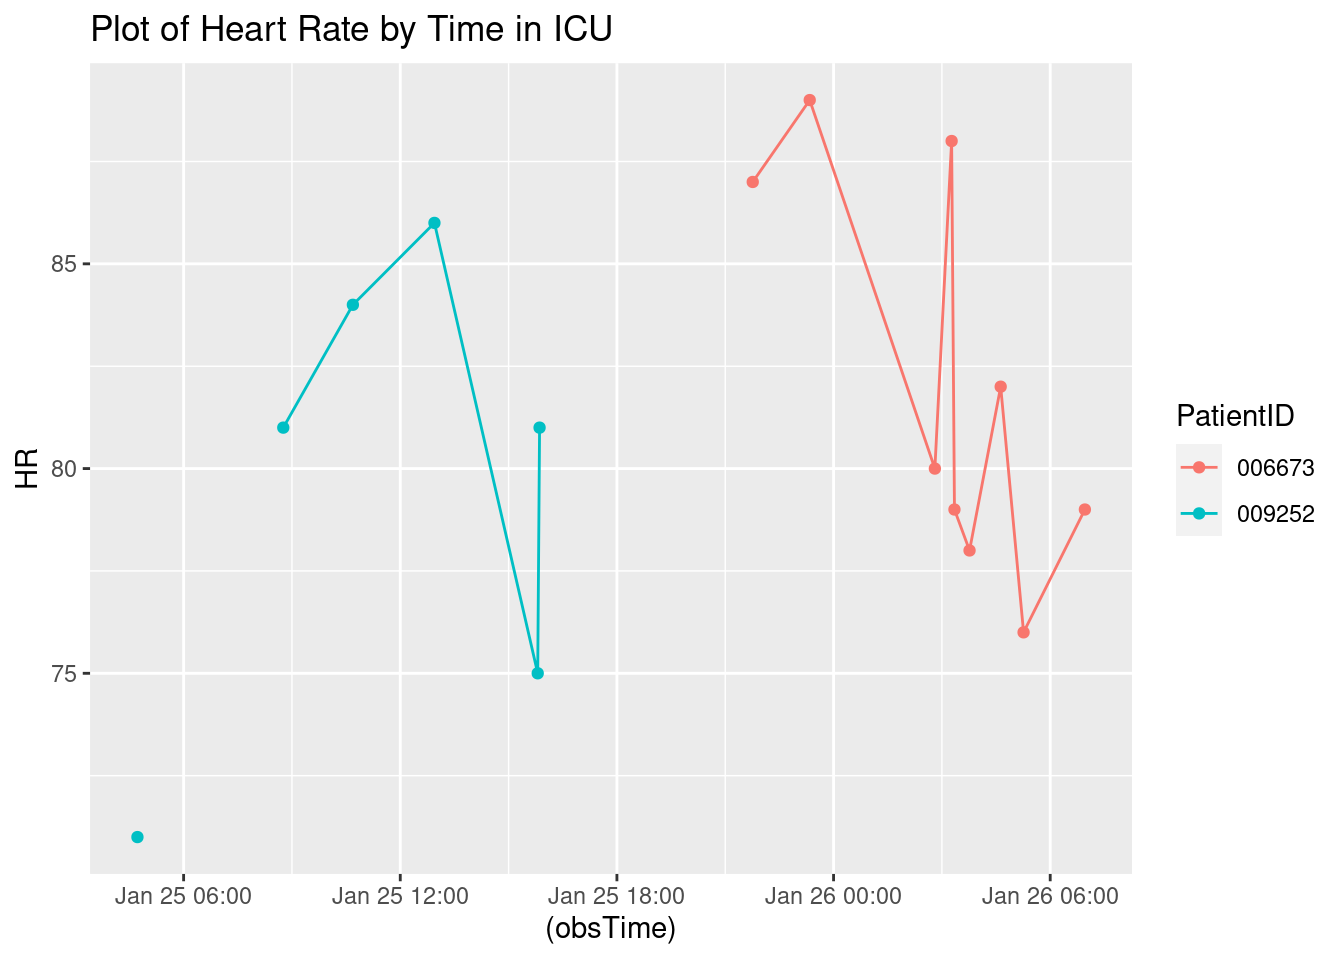 Plot of Heart Rate by Time in ICU
85
80
75
HR
Jan 25 06:00
Jan 25 12:00
Jan 25 18:00
Jan 26 00:00
Jan 26 06:00
(obsTime)
PatientID
006673
009252